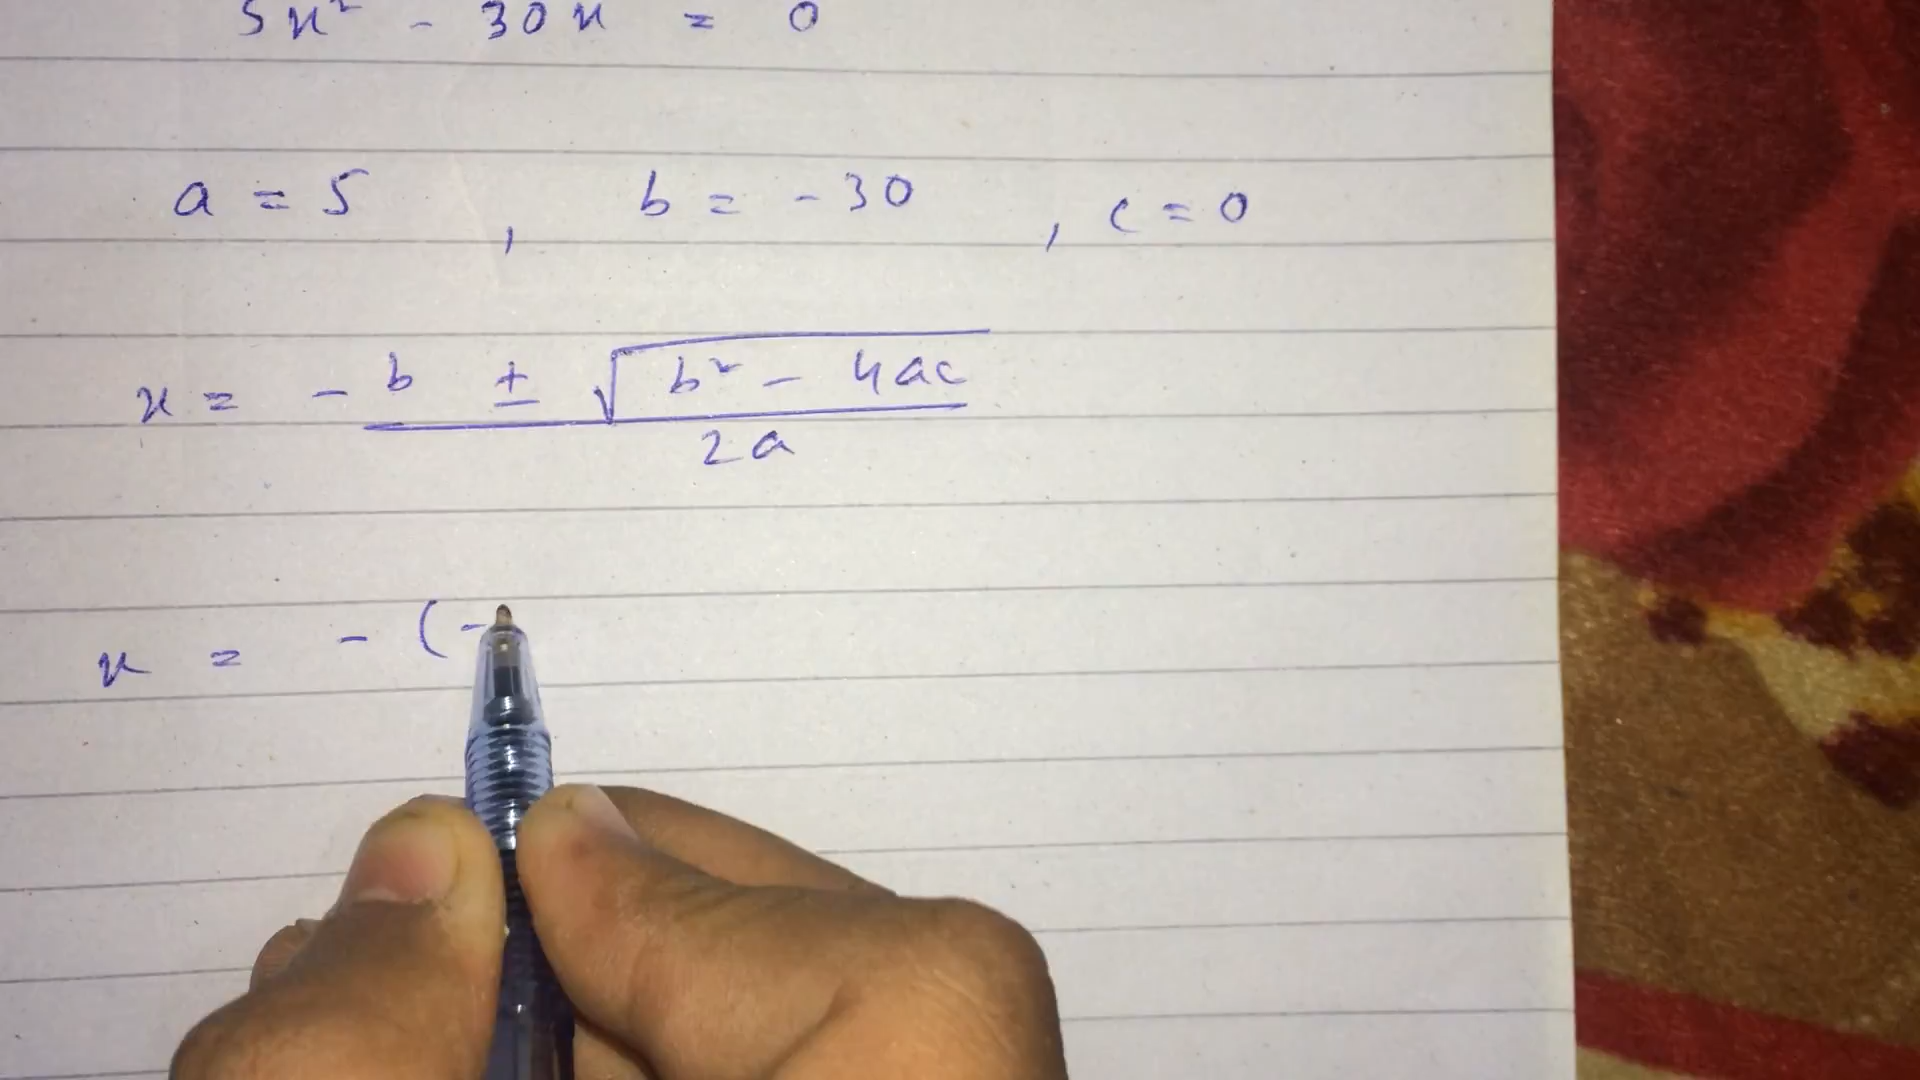 5x² - 30x = 0
a = 5 , b = -30 , c = 0
x = -b ± √(b² - 4ac) / 2a
x = - (-